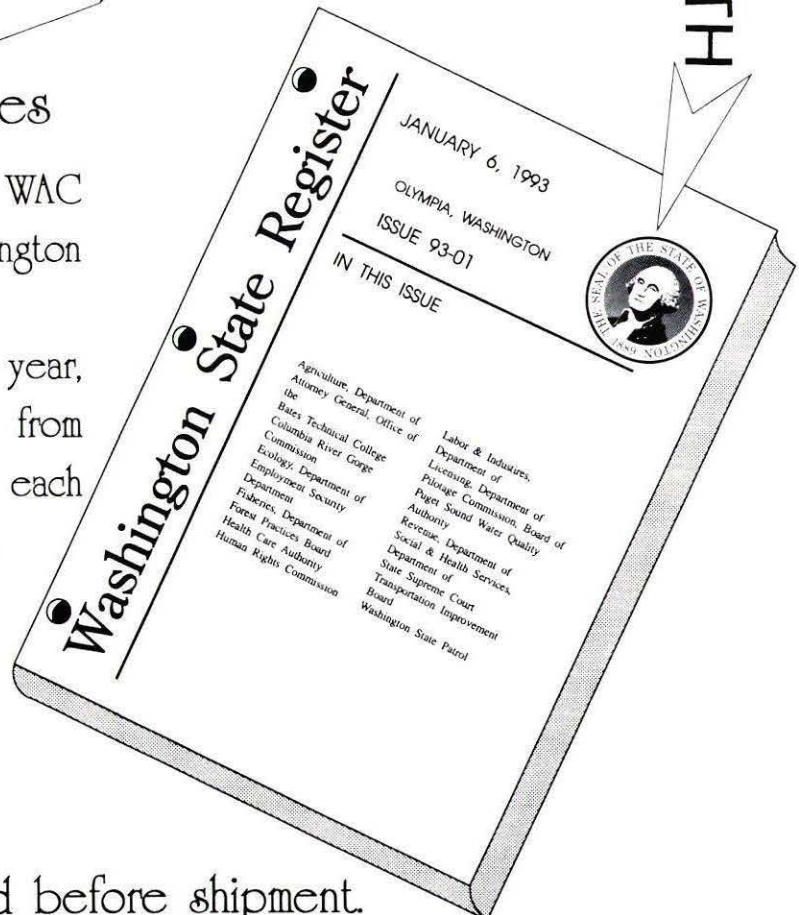 es
WAC
ngton
year,
from
each
Washington State Register
JANUARY 6, 1993
OLYMPIA, WASHINGTON
ISSUE 93-01
IN THIS ISSUE
THE SEAL OF THE STATE OF WASHINGTON 1889
Agriculture, Department of
Attorney General, Office of
the
Bates Technical College
Columbia River Gorge
Commission
Ecology, Department of
Employment Security
Department
Fisheries, Department of
Forest Practices Board
Health Care Authority
Human Rights Commission
Labor & Industires,
Department of
Licensing, Department of
Pilotage Commission, Board of
Puget Sound Water Quality
Authority
Revenue, Department of
Social & Health Services,
Department of
State Supreme Court
Transportation Improvement
Board
Washington State Patrol
d before shipment.